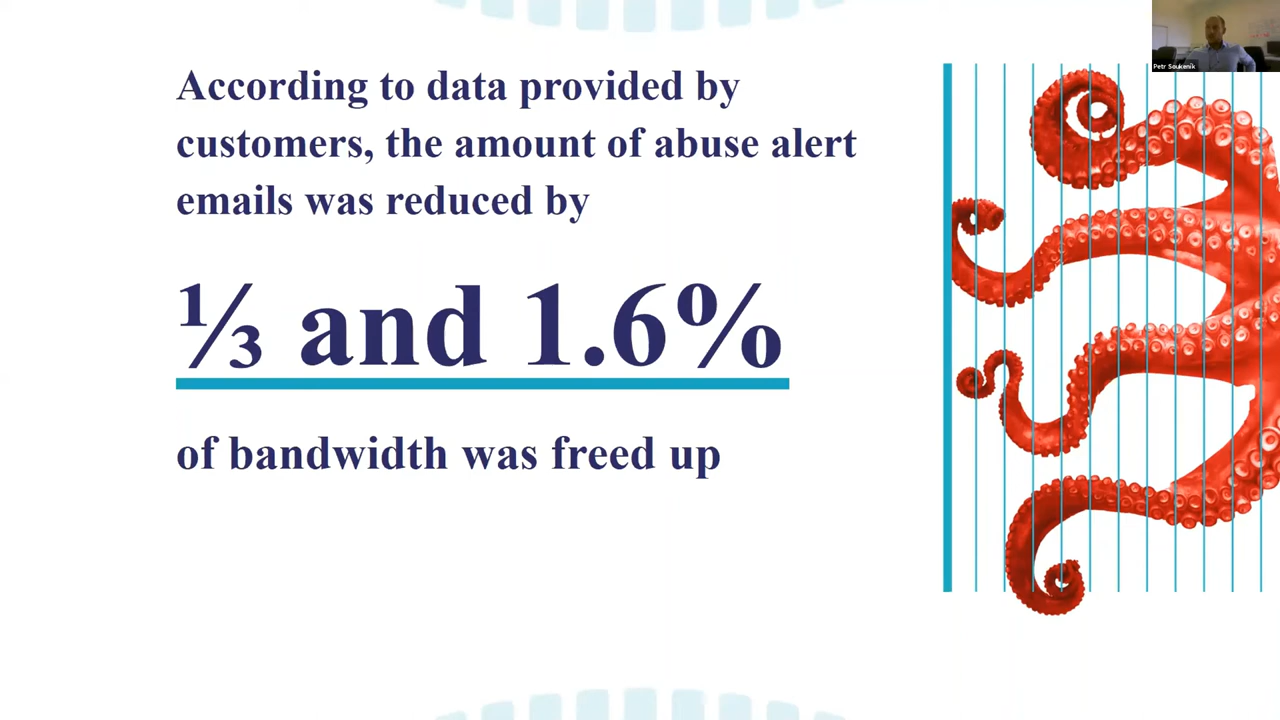 According to data provided by
customers, the amount of abuse alert
emails was reduced by
⅓ and 1.6%
of bandwidth was freed up
Petr Soukenik